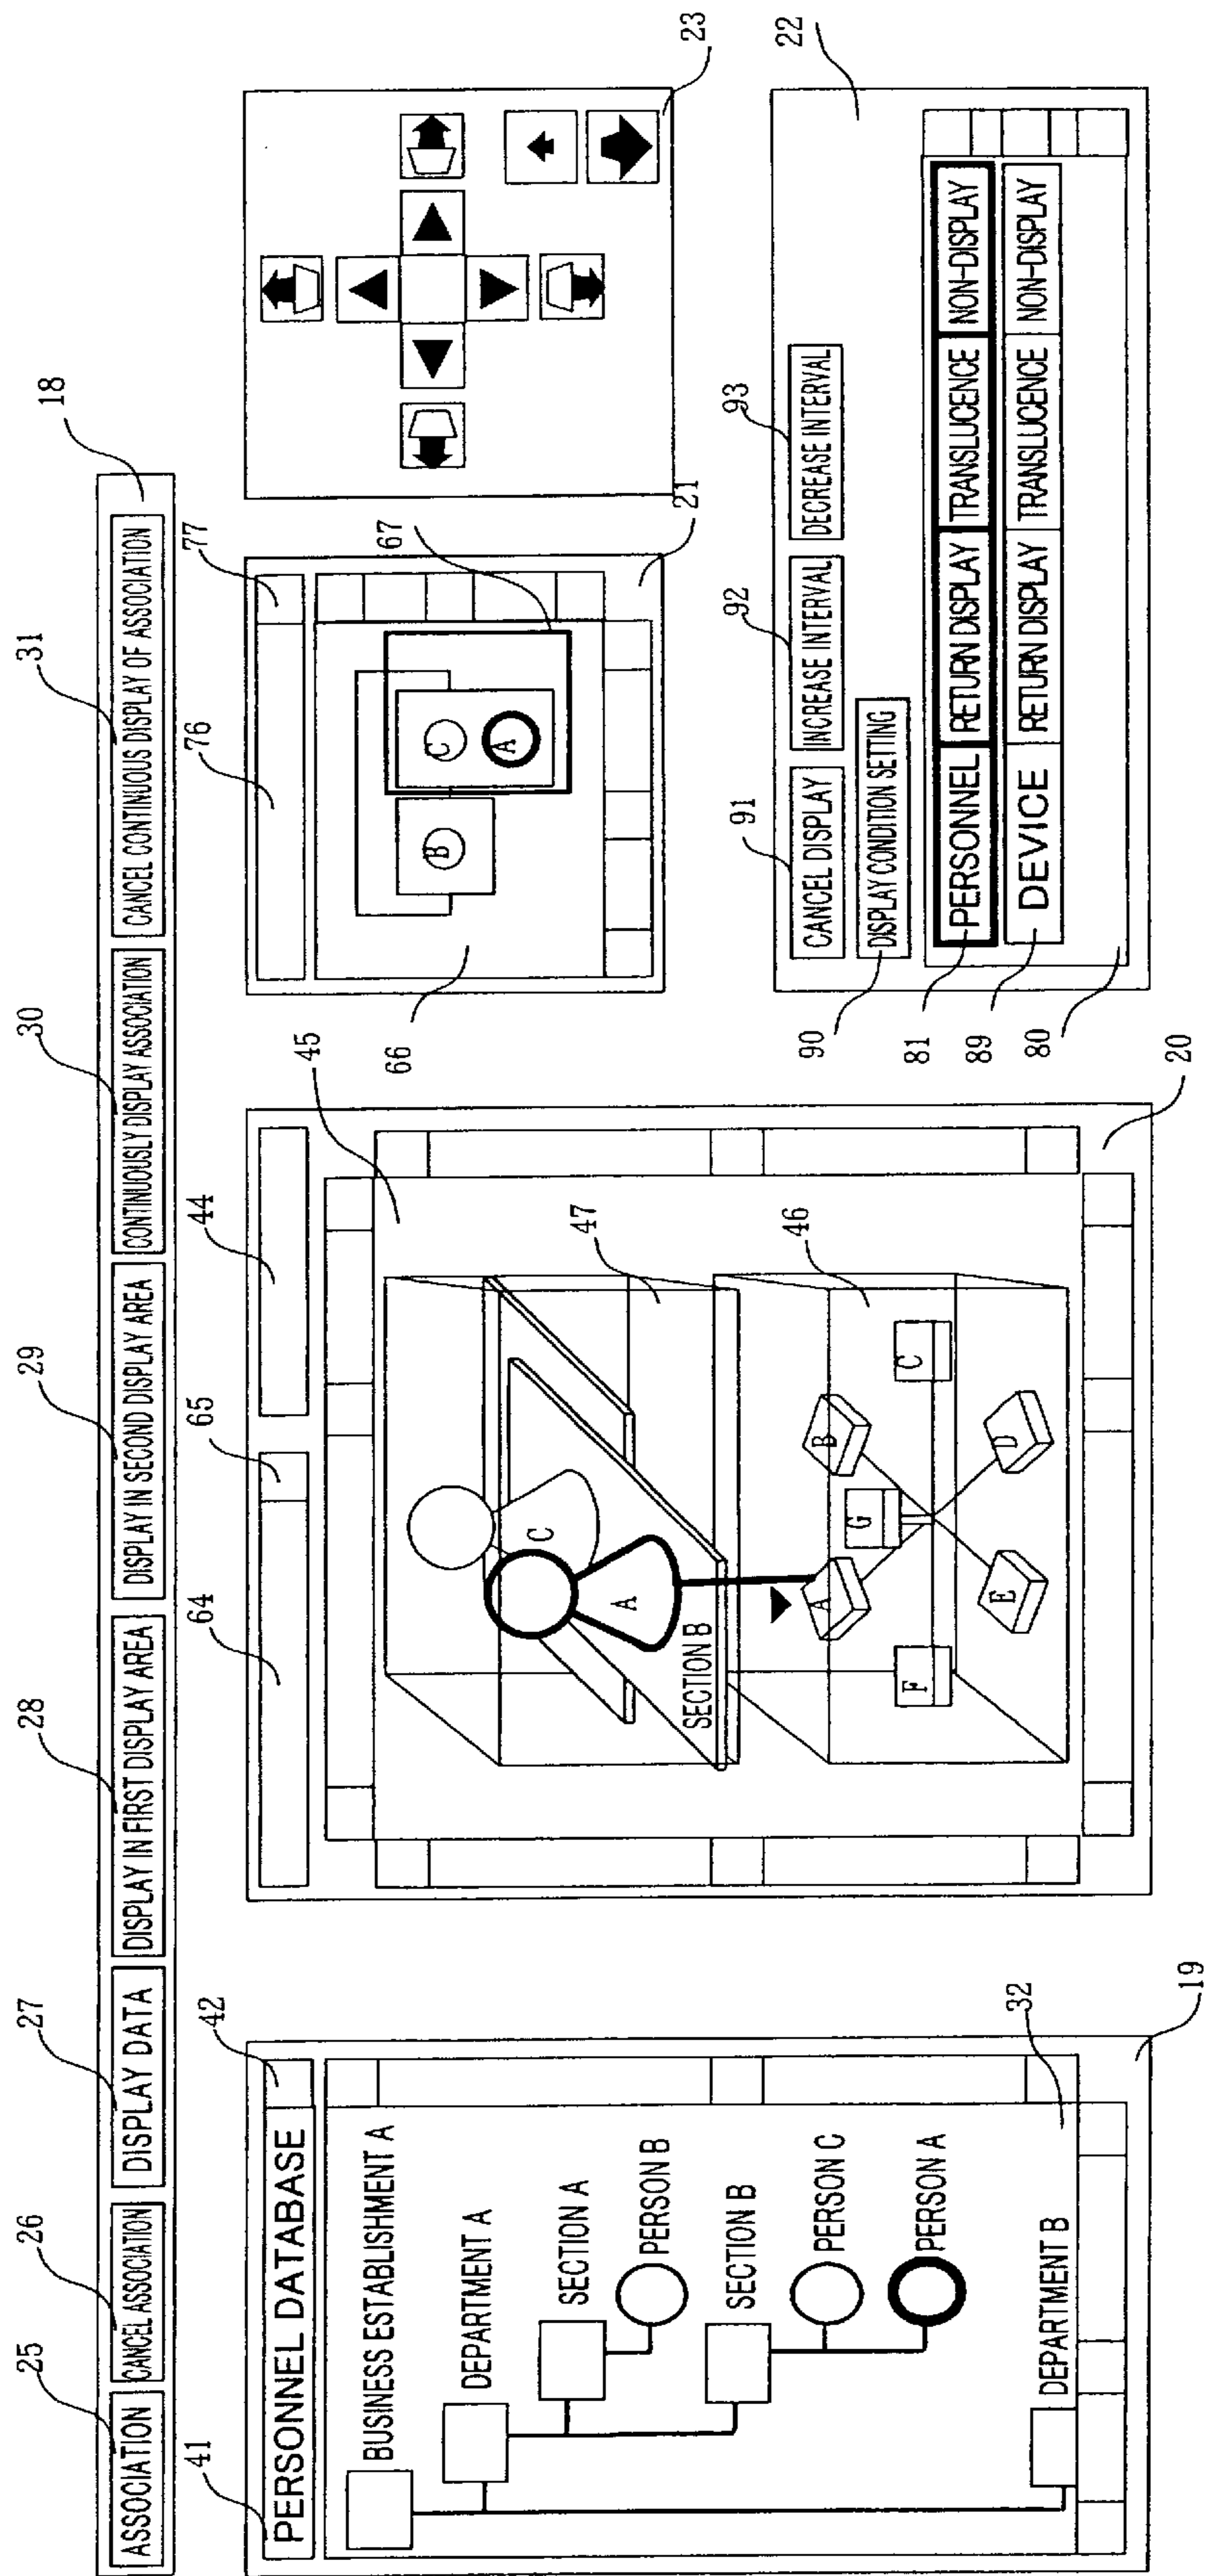 25 26 27 28 29 30 31 18
ASSOCIATION CANCEL ASSOCIATION DISPLAY DATA DISPLAY IN FIRST DISPLAY AREA DISPLAY IN SECOND DISPLAY AREA CONTINUOUSLY DISPLAY ASSOCIATION CANCEL CONTINUOUS DISPLAY OF ASSOCIATION
41 42
PERSONNEL DATABASE
BUSINESS ESTABLISHMENT A
DEPARTMENT A
SECTION A
PERSON B
SECTION B
PERSON C
PERSON A
DEPARTMENT B
32
19
64 65 44
45
C
A
47
SECTION B
46
A B
G
F C
E D
20
76 77
67
B C
A
66
21
23
91 92 93
22
CANCEL DISPLAY INCREASE INTERVAL DECREASE INTERVAL
90 DISPLAY CONDITION SETTING
81 PERSONNEL RETURN DISPLAY TRANSLUCENCE NON-DISPLAY
89 DEVICE RETURN DISPLAY TRANSLUCENCE NON-DISPLAY
80